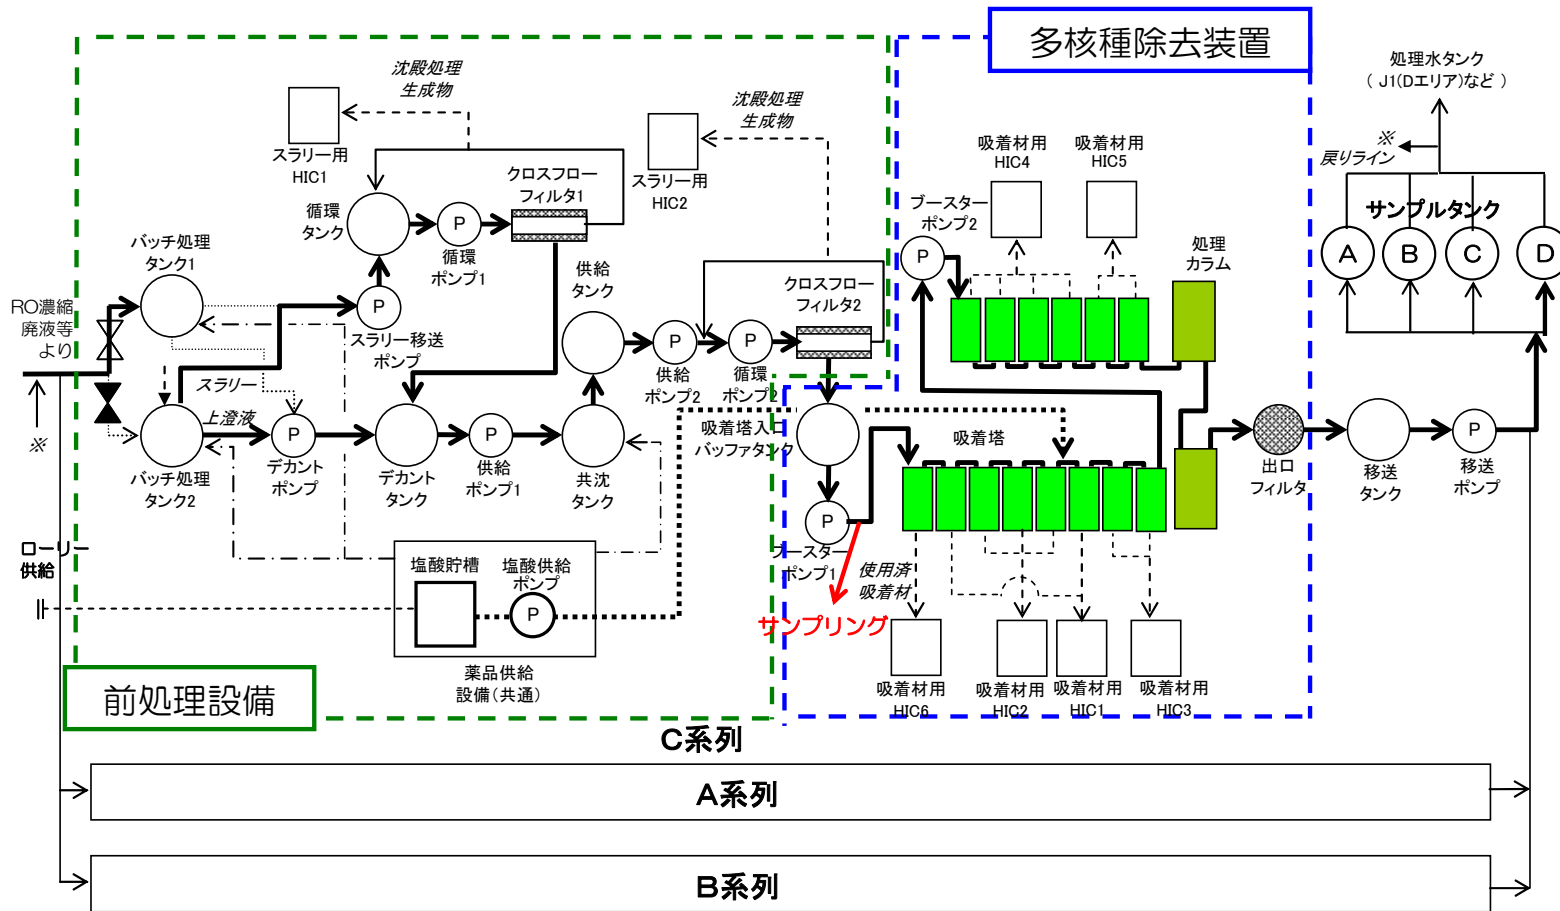 多核種除去装置
処理水タンク
（ J1(Dエリア)など ）
※
戻りライン
サンプルタンク
A
B
C
D
沈殿処理
生成物
スラリー用
HIC1
沈殿処理
生成物
スラリー用
HIC2
クロスフロー
フィルタ1
循環
タンク
P
循環
ポンプ1
バッチ処理
タンク1
RO濃縮
廃液等
より
P
スラリー移送
ポンプ
スラリー
上澄液
※
バッチ処理
タンク2
P
デカント
ポンプ
デカント
タンク
P
供給
ポンプ1
共沈
タンク
供給
タンク
P
供給
ポンプ2
P
循環
ポンプ2
クロスフロー
フィルタ2
吸着塔入口
バッファタンク
P
ブースター
ポンプ1
サンプリング
使用済
吸着材
吸着塔
ブースター
ポンプ2
P
吸着材用
HIC4
吸着材用
HIC5
処理
カラム
出口
フィルタ
移送
タンク
P
移送
ポンプ
吸着材用
HIC6
吸着材用
HIC2
吸着材用
HIC1
吸着材用
HIC3
ローリー
供給
塩酸貯槽
塩酸供給
ポンプ
P
薬品供給
設備（共通）
前処理設備
C系列
A系列
B系列